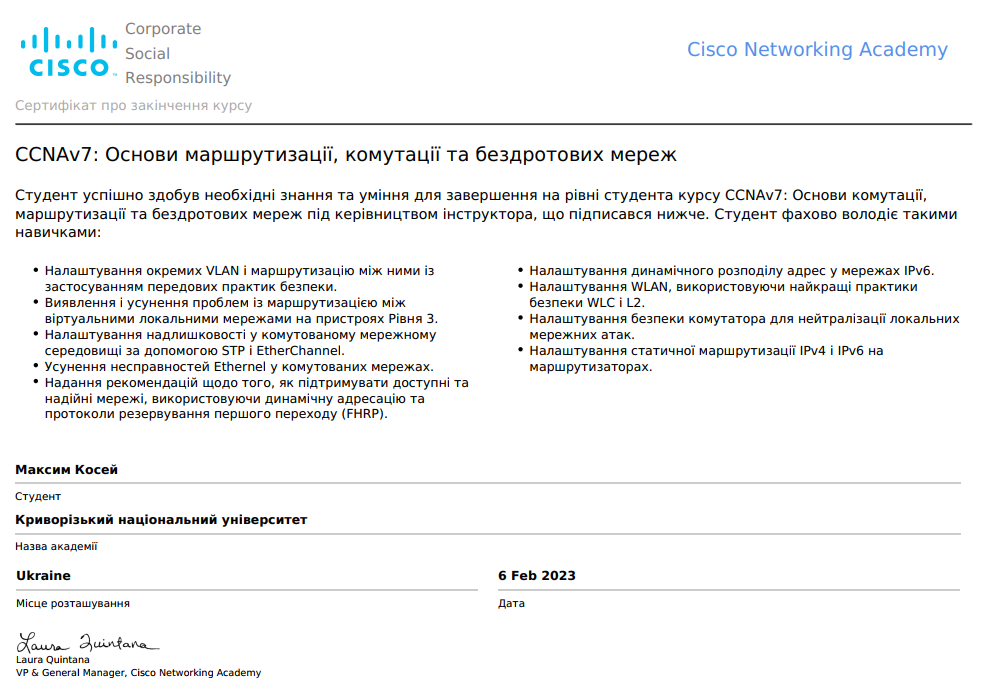 Corporate
Social
Responsibility
CISCO
Cisco Networking Academy
Сертифікат про закінчення курсу
CCNAv7: Основи маршрутизації, комутації та бездротових мереж
Студент успішно здобув необхідні знання та уміння для завершення на рівні студента курсу CCNAv7: Основи комутації,
маршрутизації та бездротових мереж під керівництвом інструктора, що підписався нижче. Студент фахово володіє такими
навичками:
• Налаштування окремих VLAN і маршрутизацію між ними із
застосуванням передових практик безпеки.
• Виявлення і усунення проблем із маршрутизацією між
віртуальними локальними мережами на пристроях Рівня 3.
• Налаштування надлишковості у комутованому мережному
середовищі за допомогою STP і EtherChannel.
• Усунення несправностей Ethernel у комутованих мережах.
• Надання рекомендацій щодо того, як підтримувати доступні та
надійні мережі, використовуючи динамічну адресацію та
протоколи резервування першого переходу (FHRP).
• Налаштування динамічного розподілу адрес у мережах IPv6.
• Налаштування WLAN, використовуючи найкращі практики
безпеки WLC і L2.
• Налаштування безпеки комутатора для нейтралізації локальних
мережних атак.
• Налаштування статичної маршрутизації IPv4 і IPv6 на
маршрутизаторах.
Максим Косей
Студент
Криворізький національний університет
Назва академії
Ukraine
Місце розташування
6 Feb 2023
Дата
Laura Quintana
Laura Quintana
VP & General Manager, Cisco Networking Academy